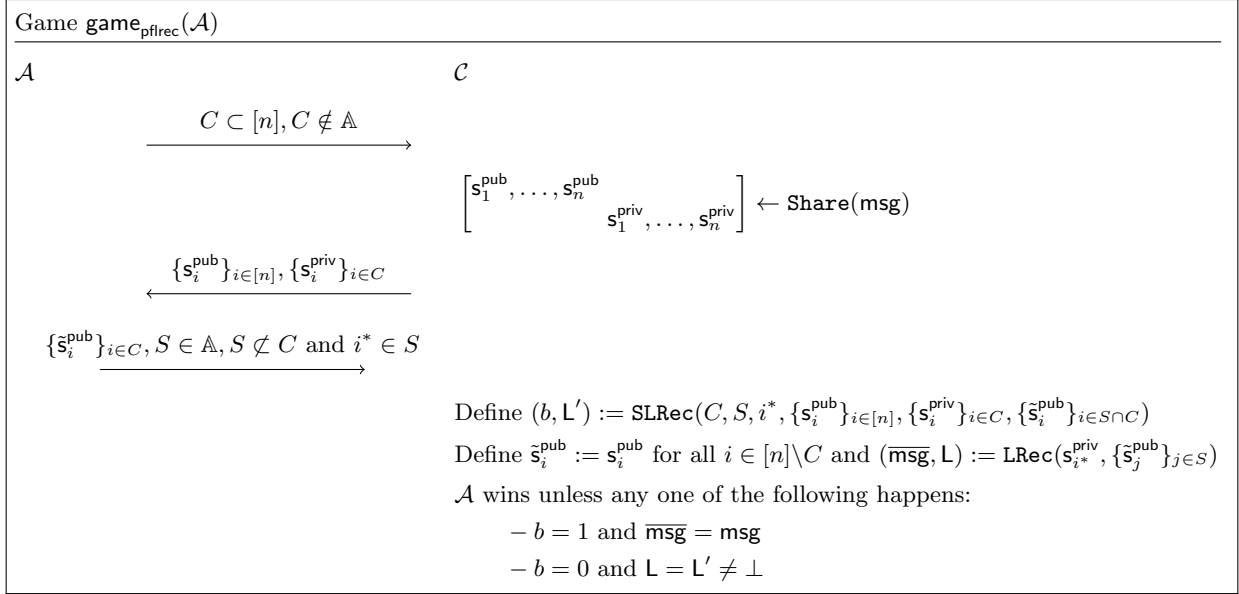 Game game_pflrec(𝒜)
𝒜 𝒞
C ⊂ [n], C ∉ 𝔸
[s_1^pub, …, s_n^pub
s_1^priv, …, s_n^priv] ← Share(msg)
{s_i^pub}_{i∈[n]}, {s_i^priv}_{i∈C}
{s̃_i^pub}_{i∈C}, S ∈ 𝔸, S ⊄ C and i* ∈ S
Define (b, L′) := SLRec(C, S, i*, {s_i^pub}_{i∈[n]}, {s_i^priv}_{i∈C}, {s̃_i^pub}_{i∈S∩C})
Define s̃_i^pub := s_i^pub for all i ∈ [n]\C and (m̅s̅g̅, L) := LRec(s_{i*}^priv, {s̃_j^pub}_{j∈S})
𝒜 wins unless any one of the following happens:
– b = 1 and m̅s̅g̅ = msg
– b = 0 and L = L′ ≠ ⊥